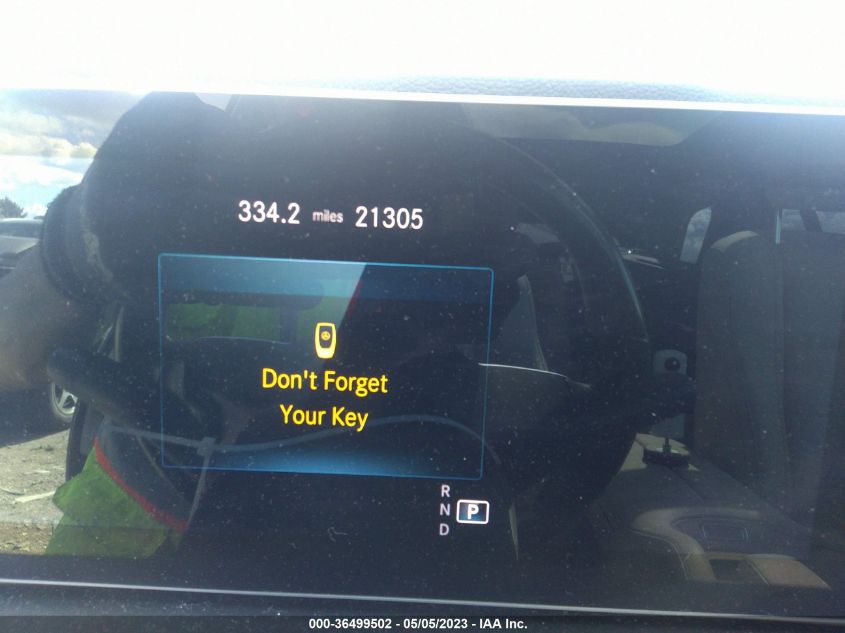 334.2 miles 21305
Don't Forget
Your Key
R
N P
D
000-36499502 - 05/05/2023 - IAA Inc.